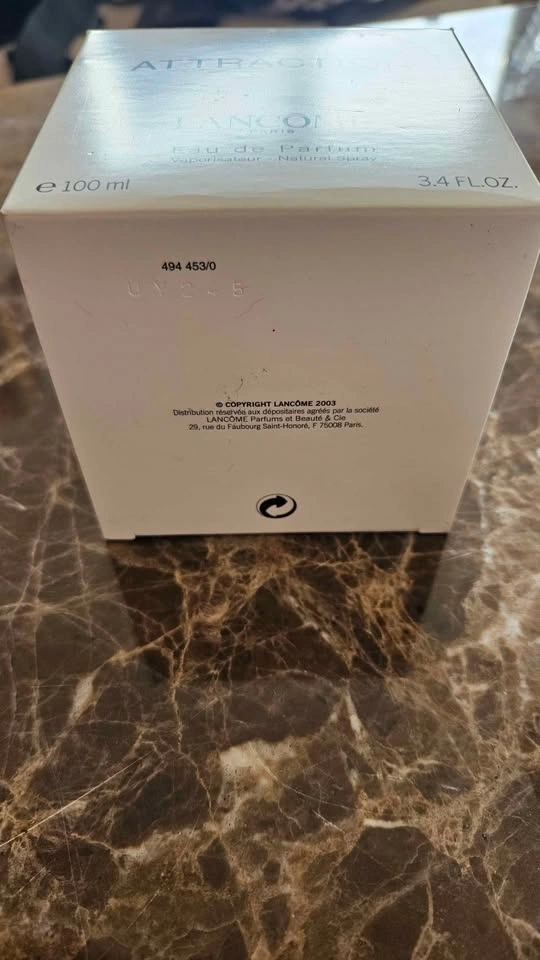 ATTRACTION
LANCÔME
PARIS
Eau de Parfum
Vaporisateur - Natural Spray
e 100 ml
3.4 FL.OZ.
494 453/0
© COPYRIGHT LANCÔME 2003
Distribution réservée aux dépositaires agréés par la société
LANCÔME Parfums et Beauté & Cie
29, rue du Faubourg Saint-Honoré, F 75008 Paris.